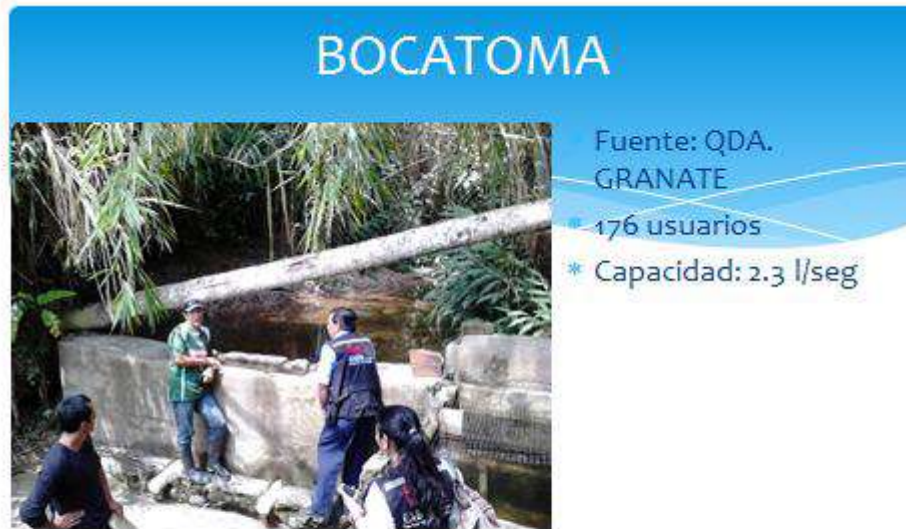 BOCATOMA
Fuente: QDA.
GRANATE
* 176 usuarios
* Capacidad: 2.3 l/seg